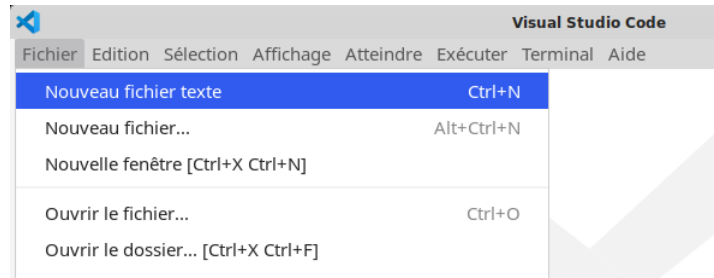 Visual Studio Code
Fichier Edition Sélection Affichage Atteindre Exécuter Terminal Aide
Nouveau fichier texte Ctrl+N
Nouveau fichier... Alt+Ctrl+N
Nouvelle fenêtre [Ctrl+X Ctrl+N]
Ouvrir le fichier... Ctrl+O
Ouvrir le dossier... [Ctrl+X Ctrl+F]